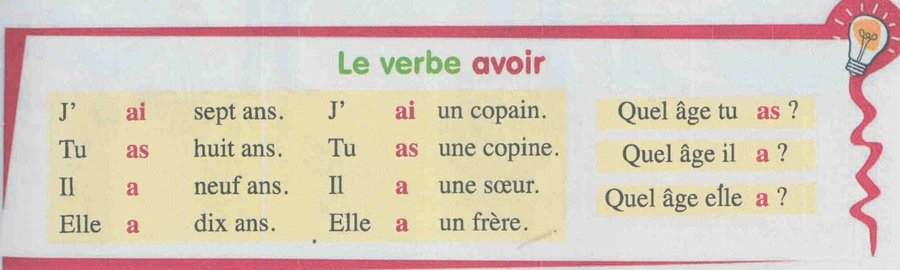 Le verbe avoir
J' ai sept ans. J' ai un copain.
Tu as huit ans. Tu as une copine.
Il a neuf ans. Il a une sœur.
Elle a dix ans. Elle a un frère.
Quel âge tu as ?
Quel âge il a ?
Quel âge elle a ?